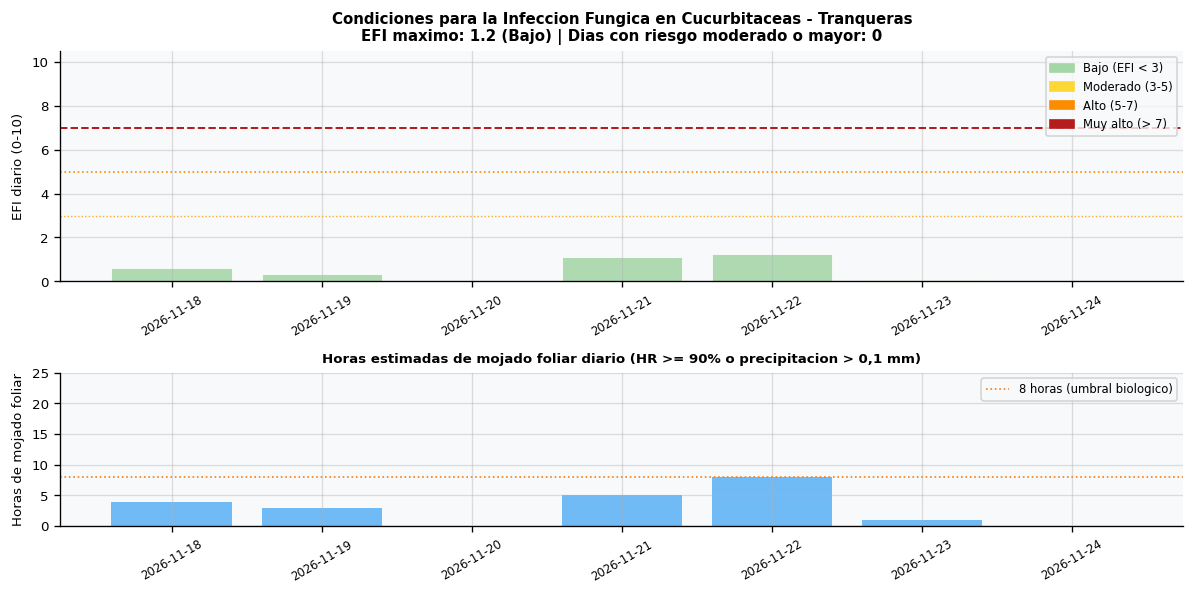 Condiciones para la Infeccion Fungica en Cucurbitaceas - Tranqueras
EFI maximo: 1.2 (Bajo) | Dias con riesgo moderado o mayor: 0
EFI diario (0-10)
10
8
6
4
2
0
Bajo (EFI < 3)
Moderado (3-5)
Alto (5-7)
Muy alto (> 7)
2026-11-18
2026-11-19
2026-11-20
2026-11-21
2026-11-22
2026-11-23
2026-11-24
Horas estimadas de mojado foliar diario (HR >= 90% o precipitacion > 0,1 mm)
Horas de mojado foliar
25
20
15
10
5
0
8 horas (umbral biologico)
2026-11-18
2026-11-19
2026-11-20
2026-11-21
2026-11-22
2026-11-23
2026-11-24